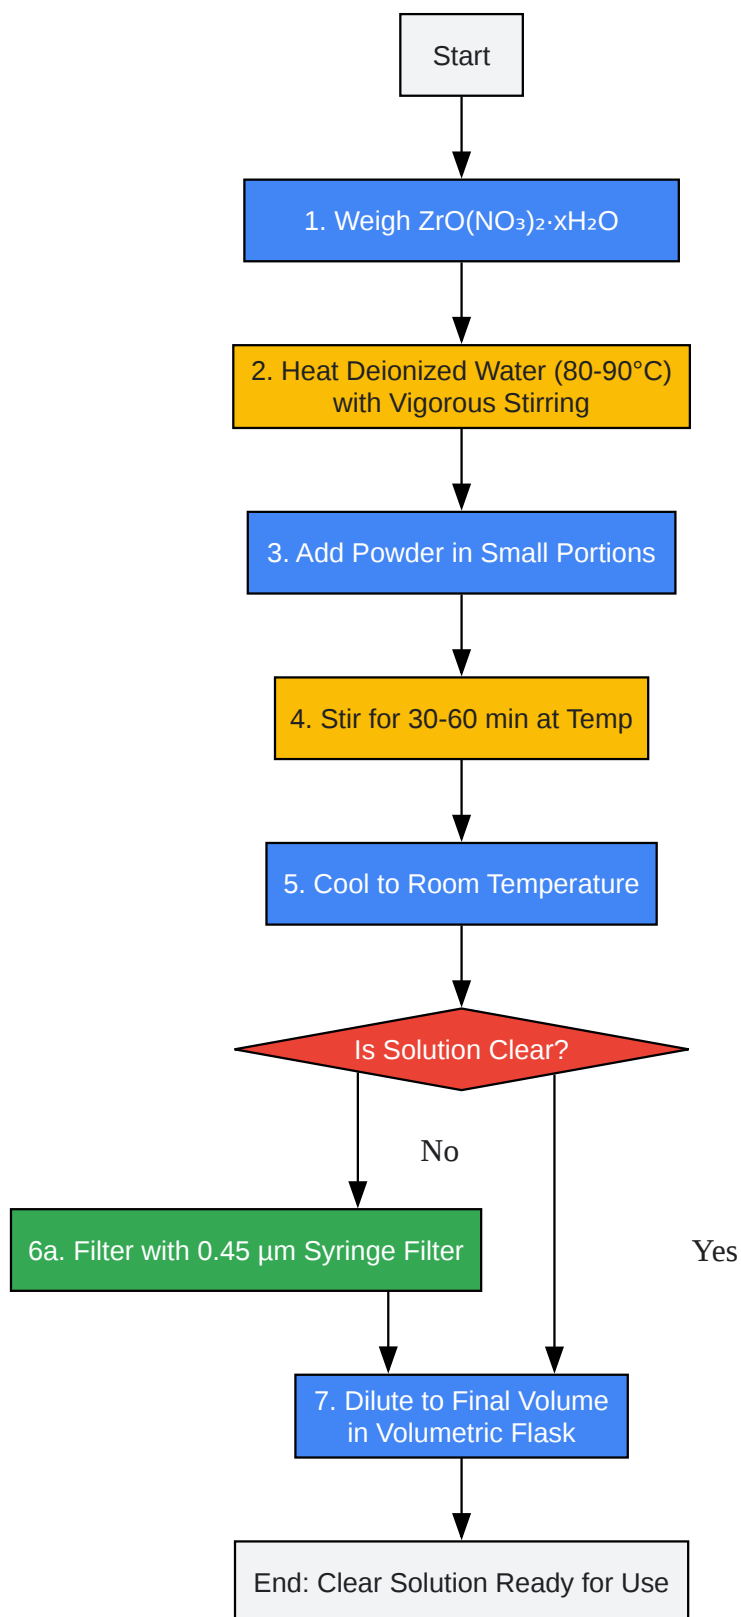 Start
1. Weigh ZrO(NO₃)₂·xH₂O
2. Heat Deionized Water (80-90°C)
with Vigorous Stirring
3. Add Powder in Small Portions
4. Stir for 30-60 min at Temp
5. Cool to Room Temperature
Is Solution Clear?
No
6a. Filter with 0.45 µm Syringe Filter
Yes
7. Dilute to Final Volume
in Volumetric Flask
End: Clear Solution Ready for Use